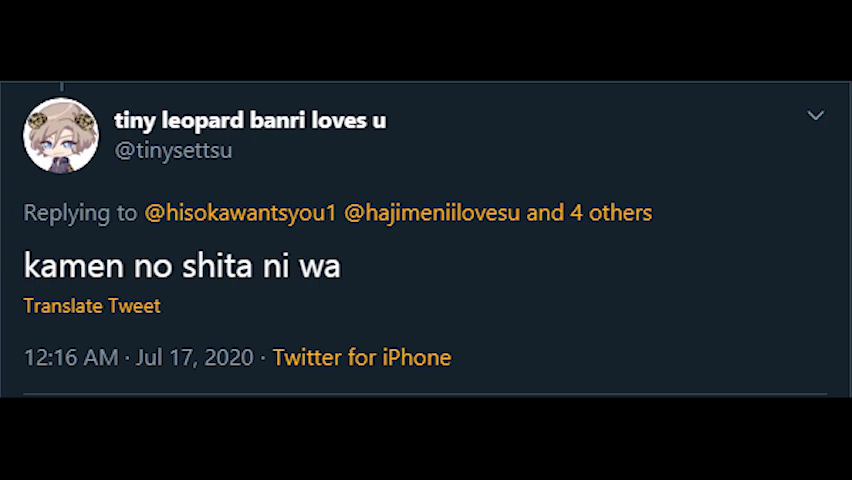 tiny leopard banri loves u
@tinysettsu
Replying to @hisokawantsyou1 @hajimeniilovesu and 4 others
kamen no shita ni wa
Translate Tweet
12:16 AM · Jul 17, 2020 · Twitter for iPhone